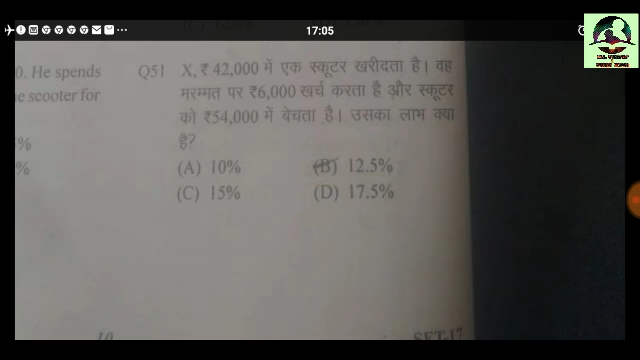 17:05
0. He spends
e scooter for
%
%
Q51 X, ₹ 42,000 में एक स्कूटर खरीदता है। वह
मरम्मत पर ₹6,000 खर्च करता है और स्कूटर
को ₹54,000 में बेचता है। उसका लाभ क्या
है?
(A) 10% (B) 12.5%
(C) 15% (D) 17.5%
10
SET-17